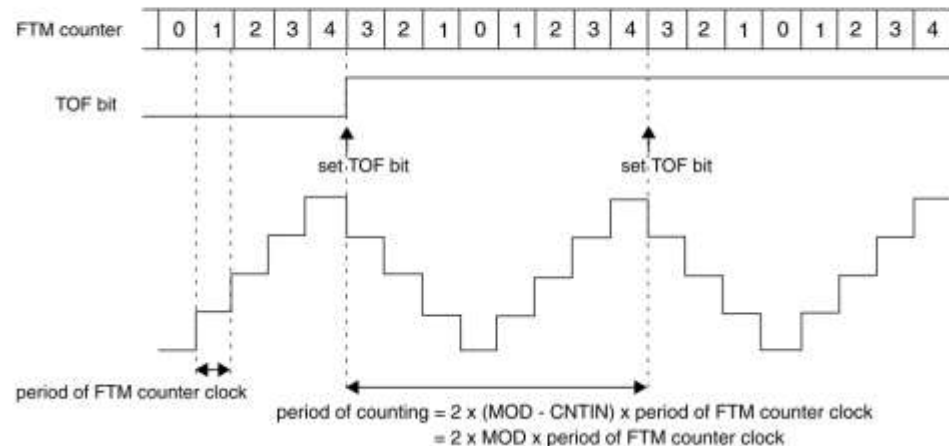 FTM counter 0 1 2 3 4 3 2 1 0 1 2 3 4 3 2 1 0 1 2 3 4
TOF bit
set TOF bit set TOF bit
period of FTM counter clock
period of counting = 2 x (MOD - CNTIN) x period of FTM counter clock
= 2 x MOD x period of FTM counter clock